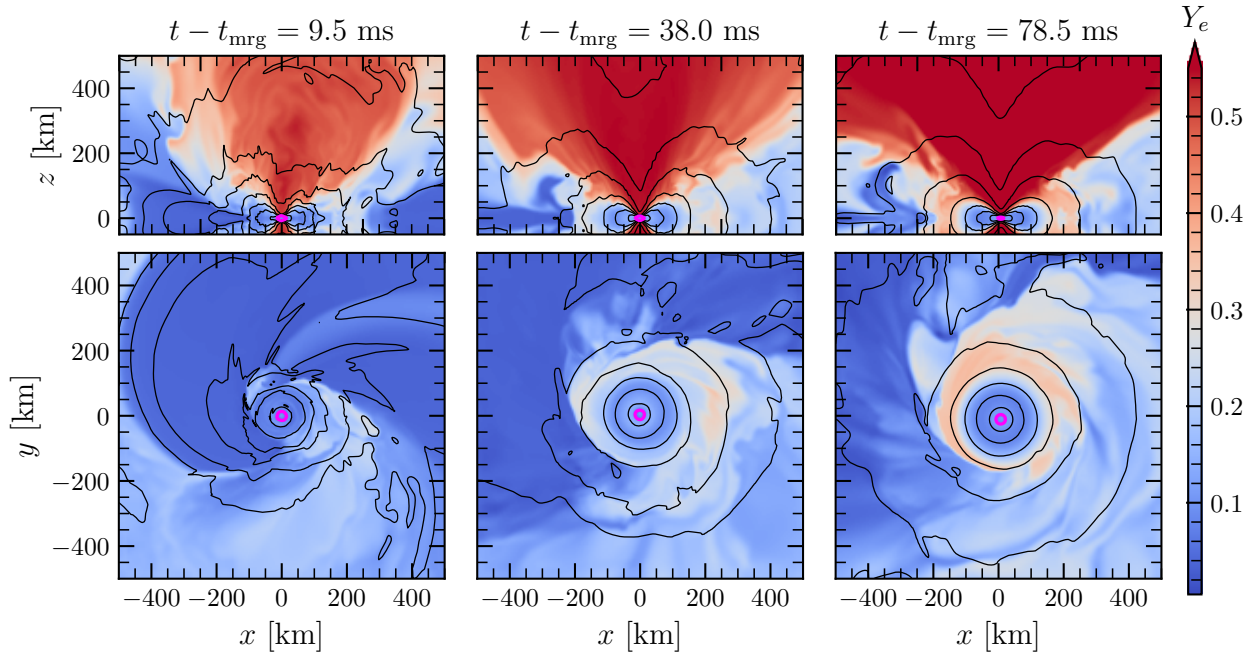 t − t_mrg = 9.5 ms t − t_mrg = 38.0 ms t − t_mrg = 78.5 ms Y_e
z [km]
400
200
0
y [km]
400
200
0
−200
−400
−400 −200 0 200 400
−400 −200 0 200 400
−400 −200 0 200 400
x [km] x [km] x [km]
0.5
0.4
0.3
0.2
0.1